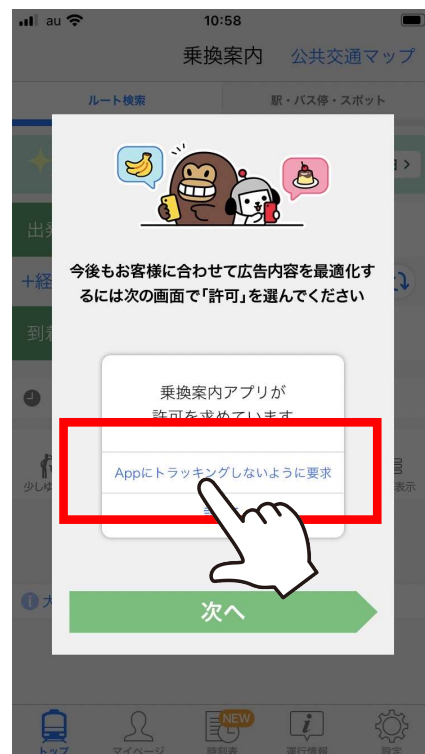 au
10:58
乗換案内
公共交通マップ
ルート検索
駅・バス停・スポット
出発
今後もお客様に合わせて広告内容を最適化す
るには次の画面で「許可」を選んでください
+経
到着
乗換案内アプリが
許可を求めています
Appにトラッキングしないように要求
少しゆ
表示
次へ
NEW
トップ
マイページ
時刻表
運行情報
設定